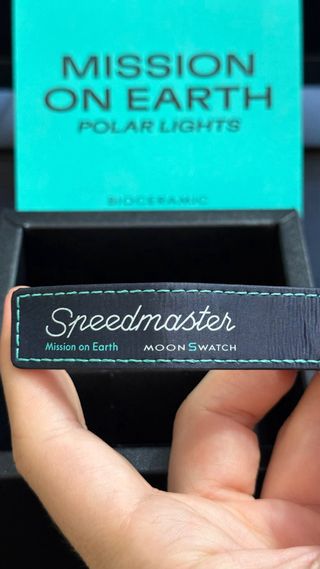 MISSION
ON EARTH
POLAR LIGHTS
BIOCERAMIC
Speedmaster
Mission on Earth MOONSWATCH